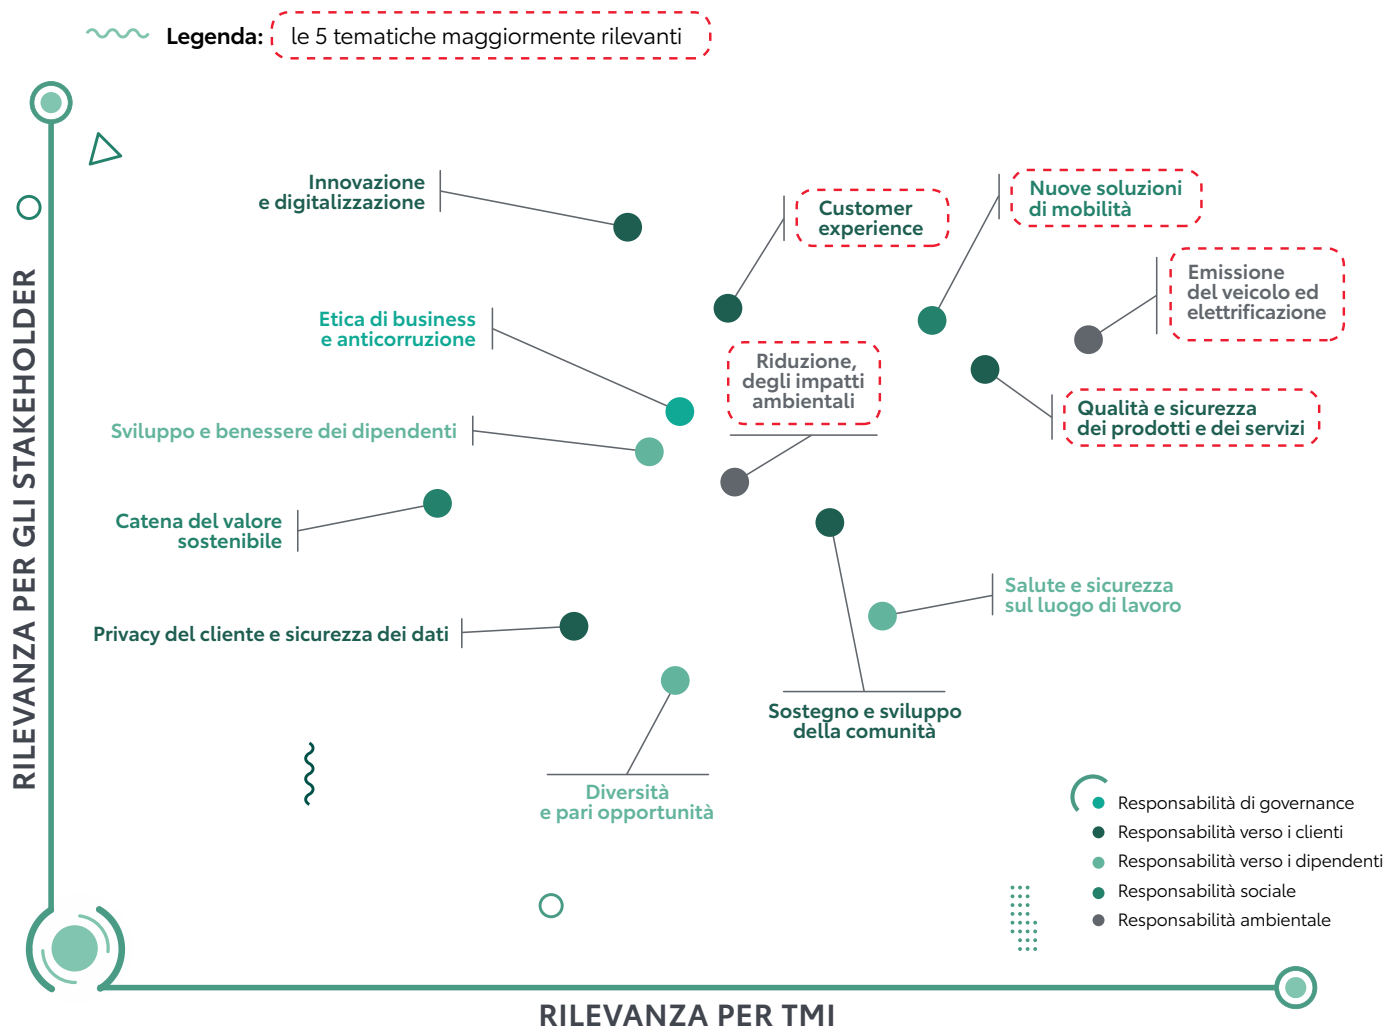 Legenda: le 5 tematiche maggiormente rilevanti
RILEVANZA PER GLI STAKEHOLDER
Innovazione
e digitalizzazione
Customer
experience
Nuove soluzioni
di mobilità
Emissione
del veicolo ed
elettrificazione
Etica di business
e anticorruzione
Riduzione,
degli impatti
ambientali
Qualità e sicurezza
dei prodotti e dei servizi
Sviluppo e benessere dei dipendenti
Catena del valore
sostenibile
Salute e sicurezza
sul luogo di lavoro
Privacy del cliente e sicurezza dei dati
Sostegno e sviluppo
della comunità
Diversità
e pari opportunità
Responsabilità di governance
Responsabilità verso i clienti
Responsabilità verso i dipendenti
Responsabilità sociale
Responsabilità ambientale
RILEVANZA PER TMI